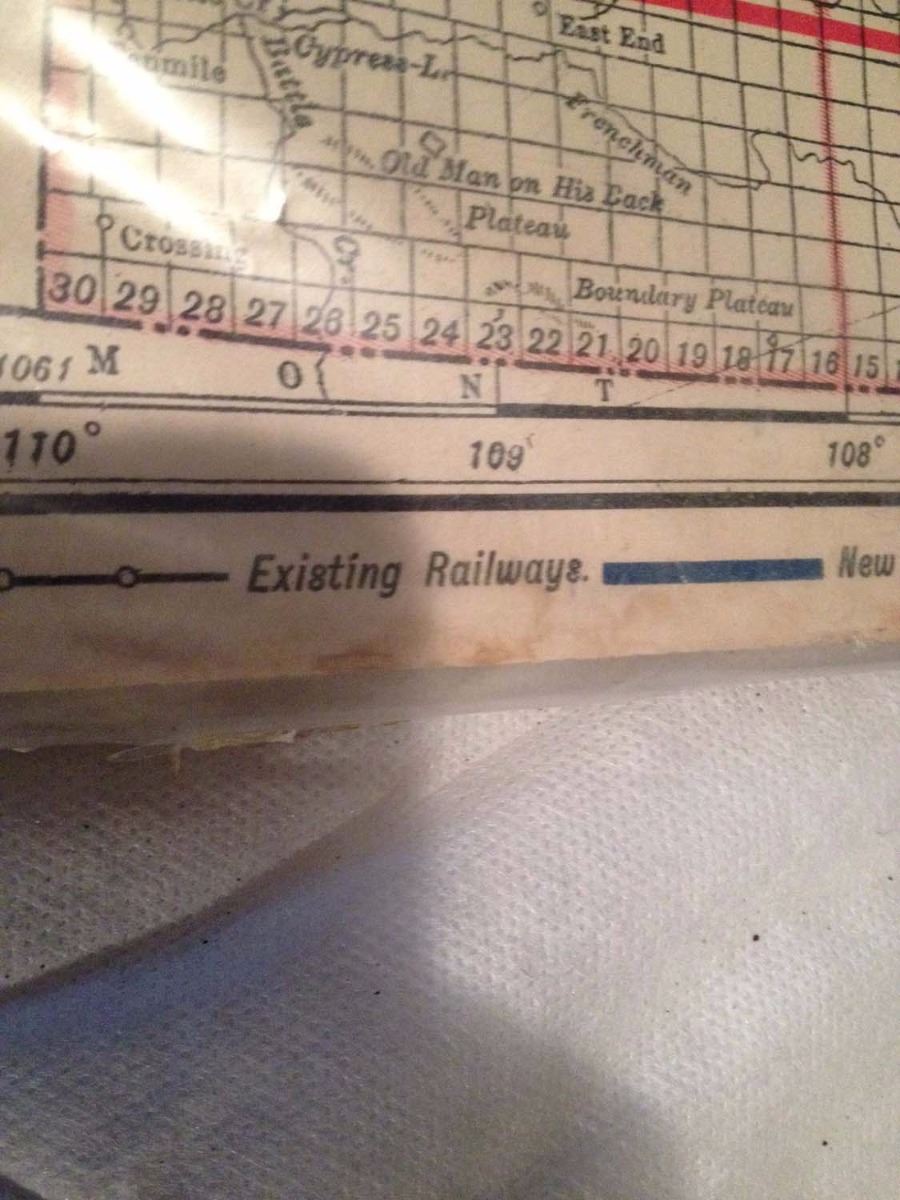 East End
Cypress-L.
Battle
Frenchman
Old Man on His Back
Plateau
Crossing
Cr.
Boundary Plateau
30 29 28 27 26 25 24 23 22 21 20 19 18 17 16 15
1061 M O N T
110° 109° 108°
Existing Railways. New